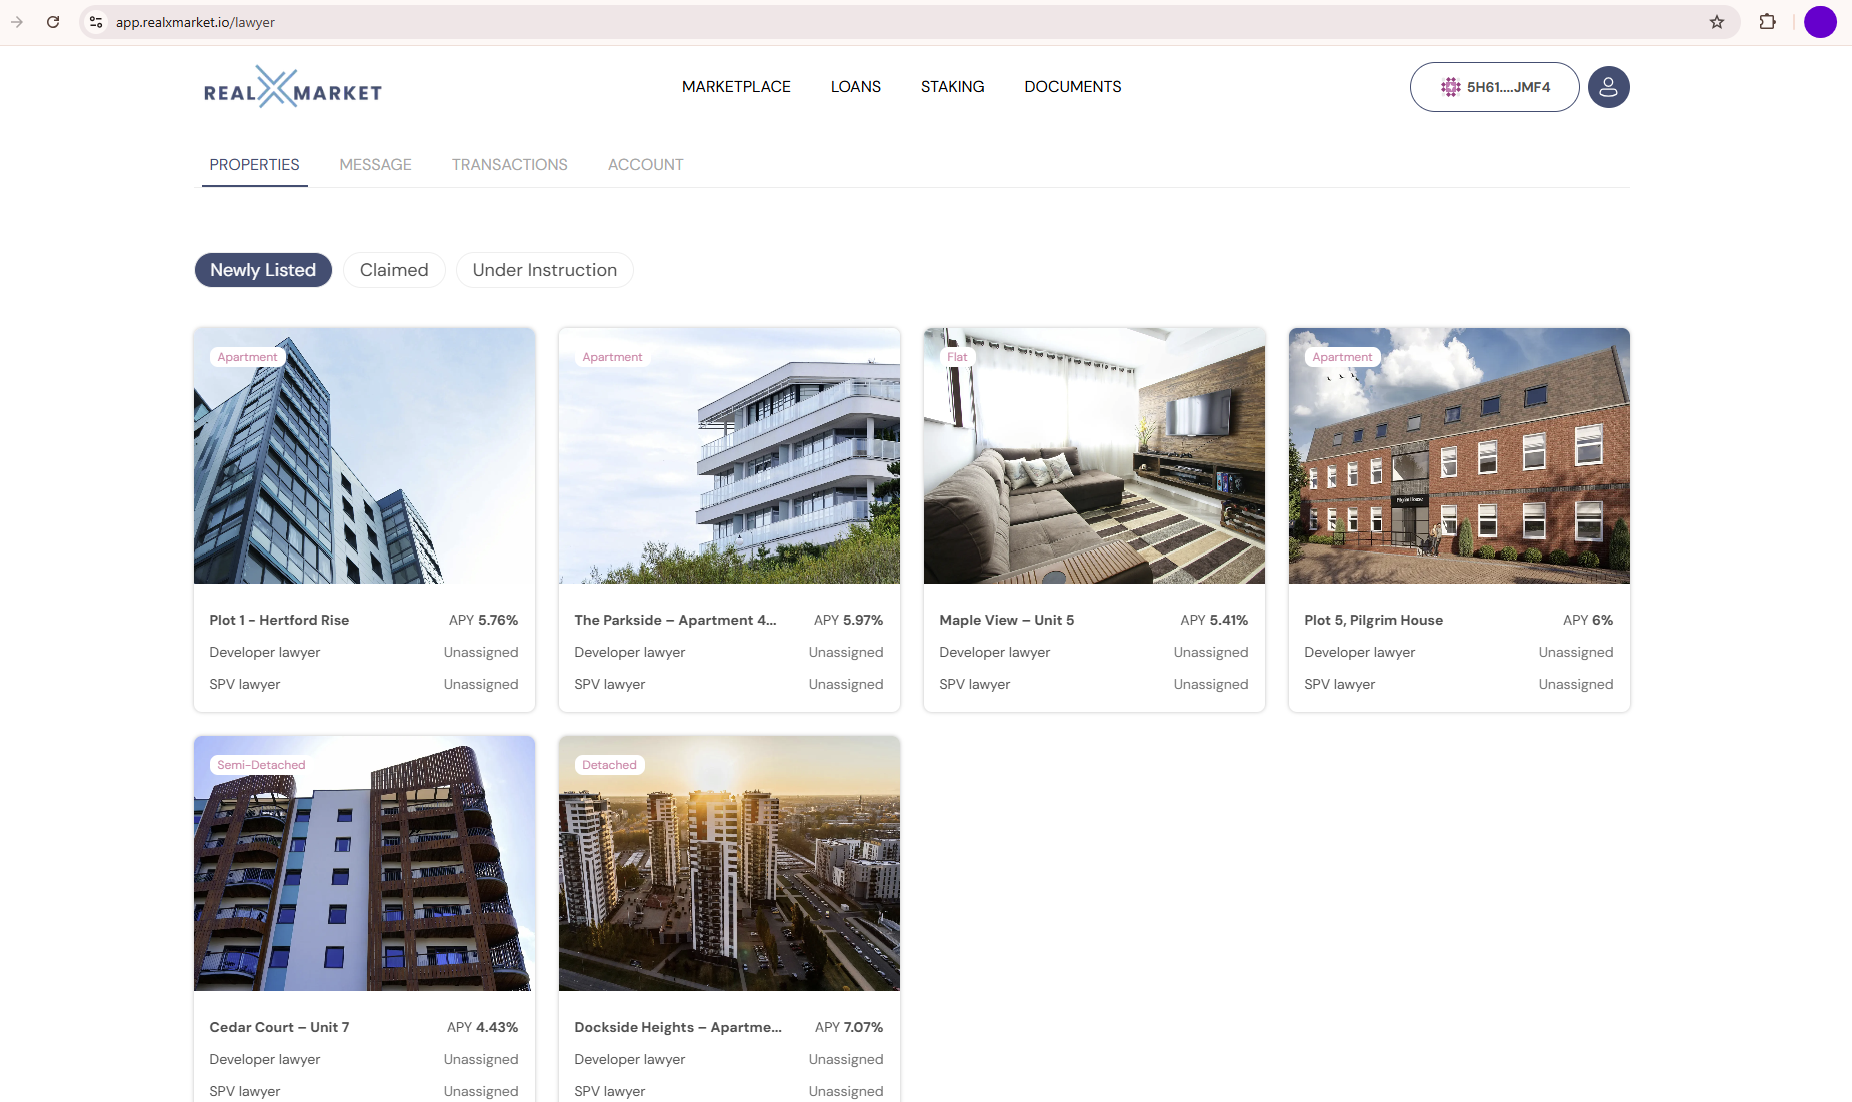 app.realxmarket.io/lawyer
REAL MARKET
MARKETPLACE LOANS STAKING DOCUMENTS
5H61....JMF4
PROPERTIES MESSAGE TRANSACTIONS ACCOUNT
Newly Listed Claimed Under Instruction
Apartment
Apartment
Flat
Apartment
Pilgrim House
Plot 1 - Hertford Rise APY 5.76%
Developer lawyer Unassigned
SPV lawyer Unassigned
The Parkside – Apartment 4... APY 5.97%
Developer lawyer Unassigned
SPV lawyer Unassigned
Maple View – Unit 5 APY 5.41%
Developer lawyer Unassigned
SPV lawyer Unassigned
Plot 5, Pilgrim House APY 6%
Developer lawyer Unassigned
SPV lawyer Unassigned
Semi-Detached
Detached
Cedar Court – Unit 7 APY 4.43%
Developer lawyer Unassigned
SPV lawyer Unassigned
Dockside Heights – Apartme... APY 7.07%
Developer lawyer Unassigned
SPV lawyer Unassigned